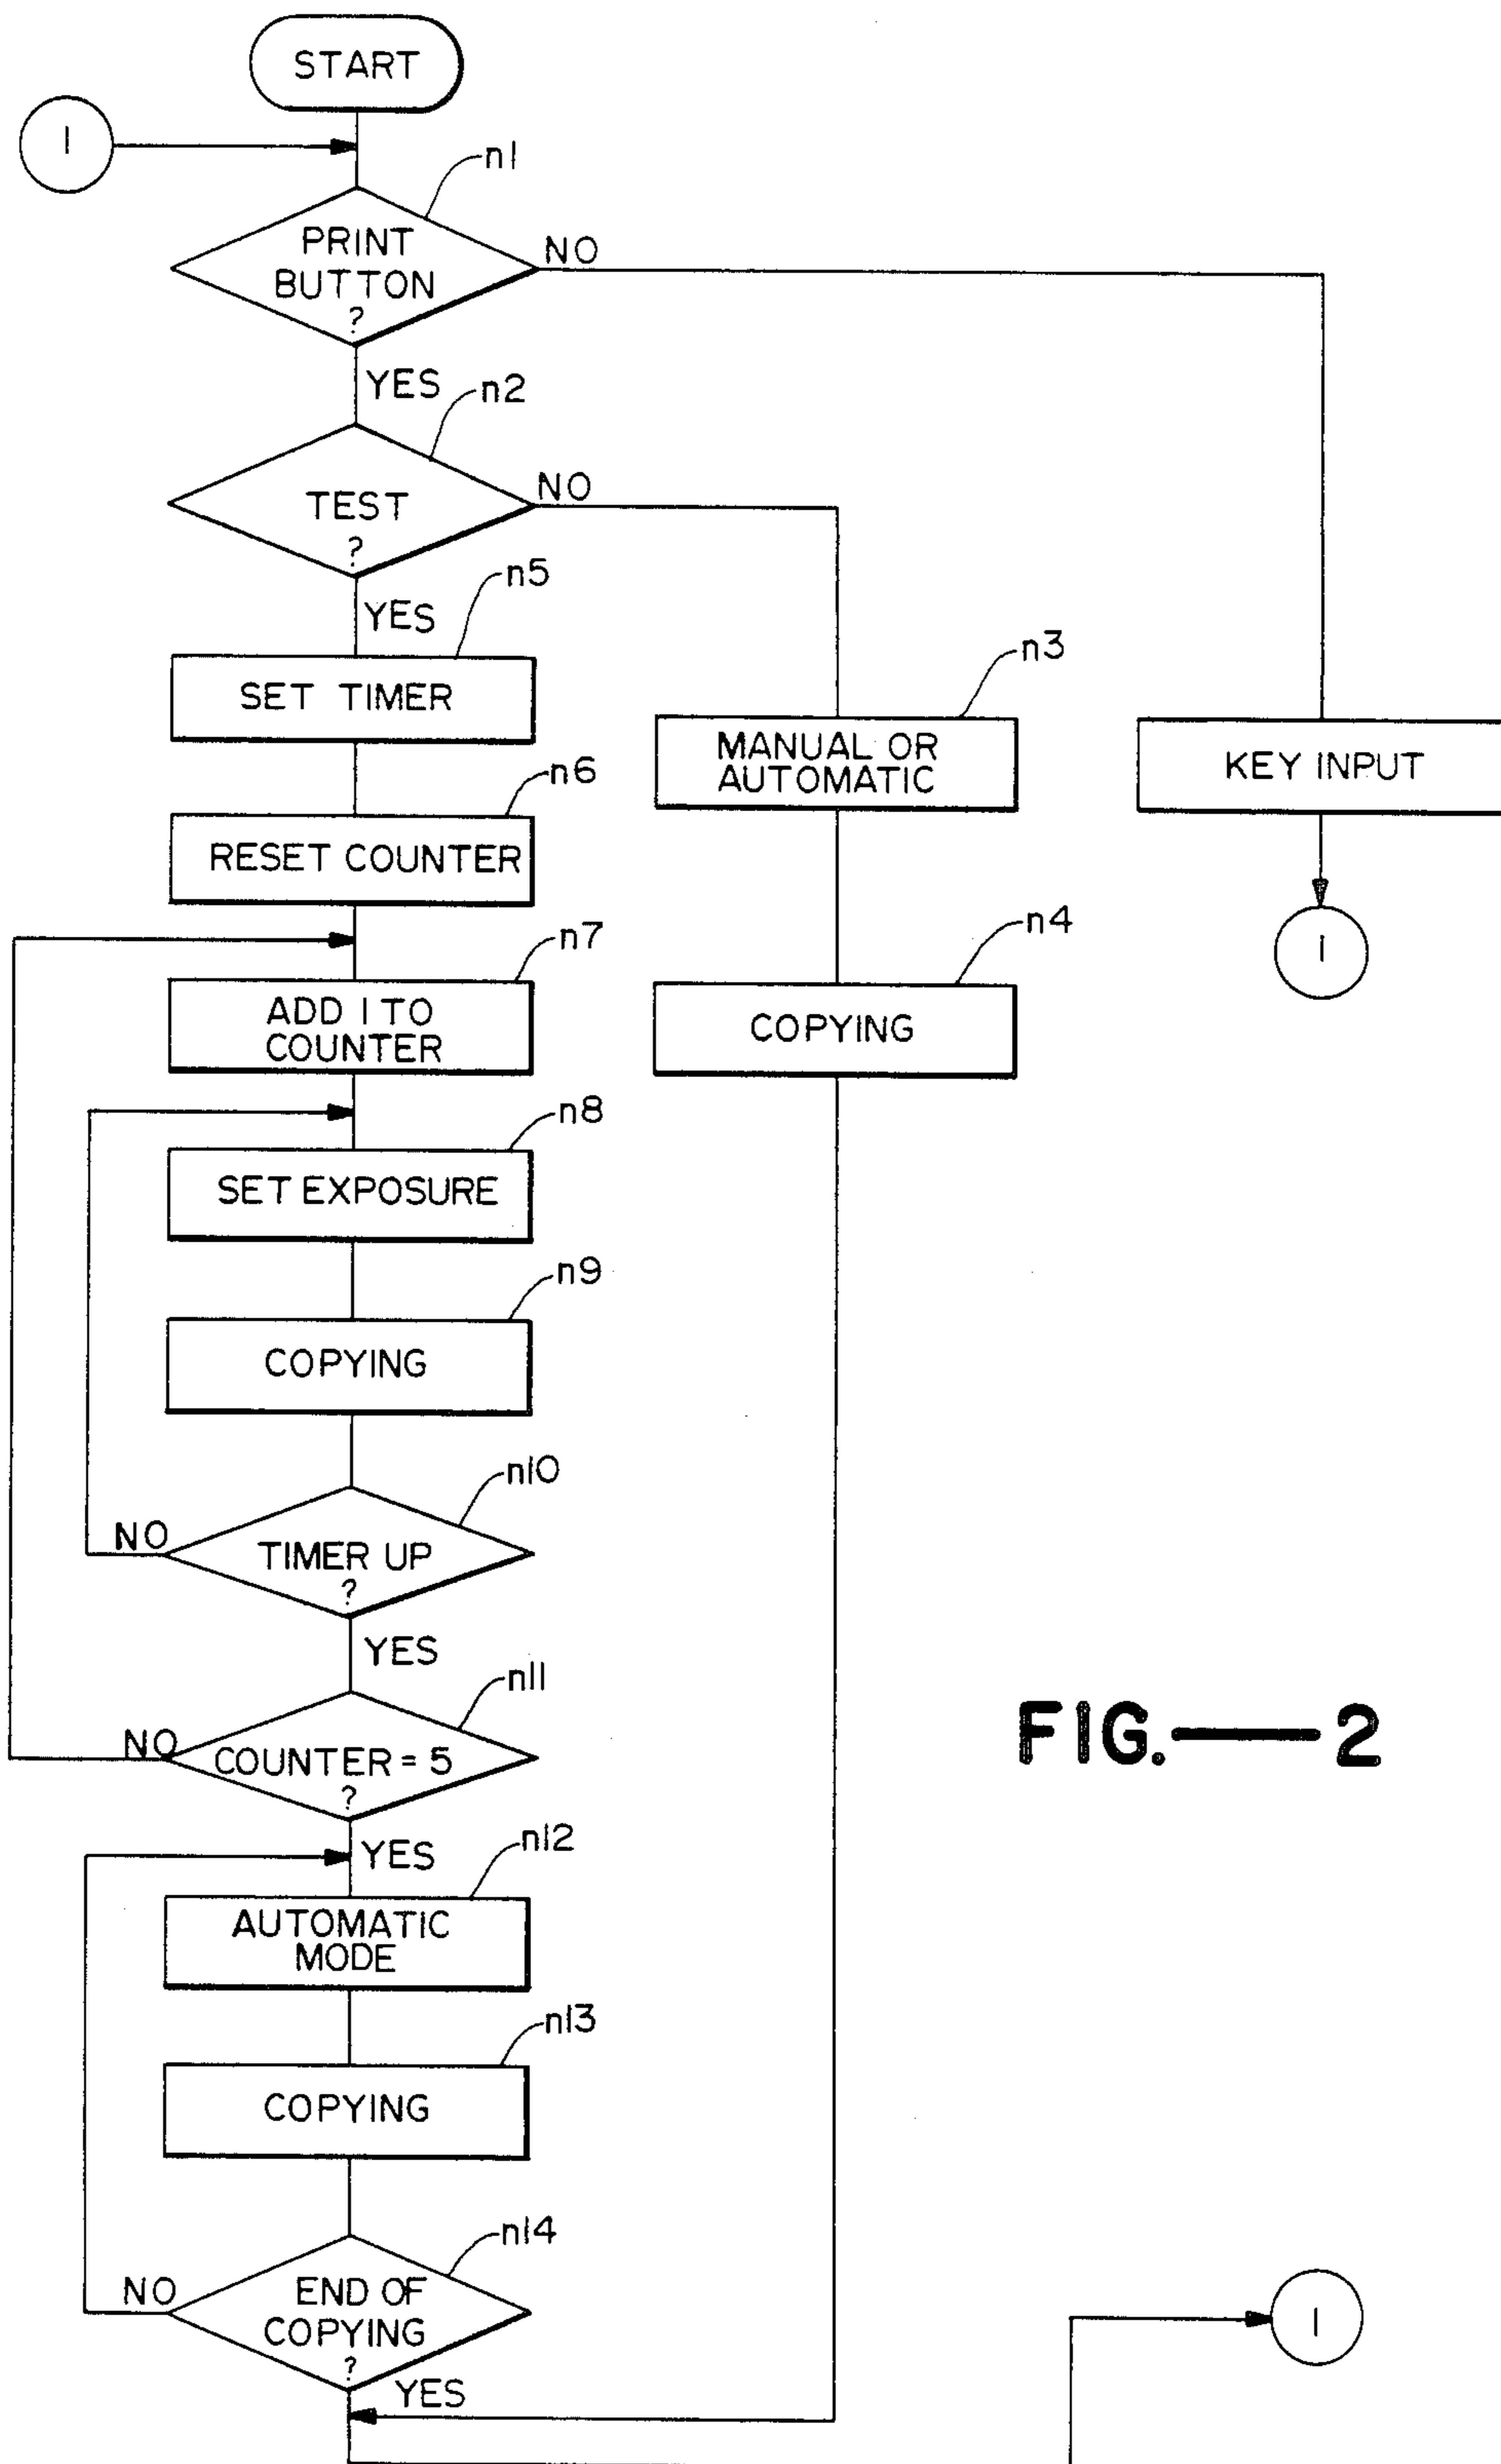 START
1
n1
PRINT
BUTTON
?
NO
YES
n2
TEST
?
NO
YES
n5
SET TIMER
n3
MANUAL OR
AUTOMATIC
KEY INPUT
n6
RESET COUNTER
1
n7
ADD 1 TO
COUNTER
n4
COPYING
n8
SET EXPOSURE
n9
COPYING
n10
TIMER UP
?
NO
YES
n11
COUNTER = 5
?
NO
YES
FIG.—2
n12
AUTOMATIC
MODE
n13
COPYING
n14
END OF
COPYING
?
NO
YES
1